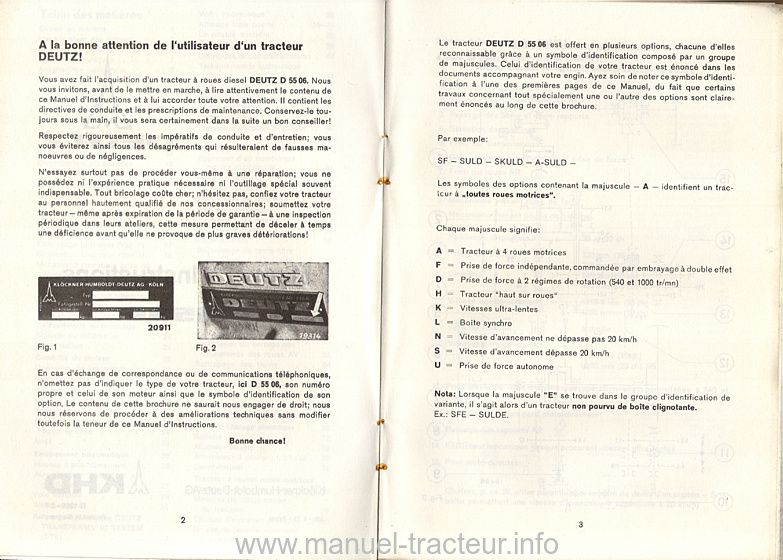 A la bonne attention de l'utilisateur d'un tracteur
DEUTZ!
Vous avez fait l'acquisition d'un tracteur à roues diesel DEUTZ D 55 06. Nous
vous invitons, avant de le mettre en marche, à lire attentivement le contenu de
ce Manuel d'Instructions et à lui accorder toute votre attention. Il contient les
directives de conduite et les prescriptions de maintenance. Conservez-le tou-
jours sous la main, il vous sera certainement dans la suite un bon conseiller!
Respectez rigoureusement les impératifs de conduite et d'entretien; vous
vous éviterez ainsi tous les désagréments qui résulteraient de fausses ma-
noeuvres ou de négligences.
N'essayez surtout pas de procéder vous-même à une réparation; vous ne
possédez ni l'expérience pratique nécessaire ni l'outillage spécial souvent
indispensable. Tout bricolage coûte cher; n'hésitez pas, confiez votre tracteur
au personnel hautement qualifié de nos concessionnaires; soumettez votre
tracteur — même après expiration de la période de garantie — à une inspection
périodique dans leurs ateliers, cette mesure permettant de déceler à temps
une déficience avant qu'elle ne provoque de plus graves détériorations!
KLÖCKNER-HUMBOLDT-DEUTZ AG · KÖLN
Typ
Fahrgestell Nr.
20911
DEUTZ
DEUTZ
19314
Fig. 1
Fig. 2
En cas d'échange de correspondance ou de communications téléphoniques,
n'omettez pas d'indiquer le type de votre tracteur, ici D 55 06, son numéro
propre et celui de son moteur ainsi que le symbole d'identification de son
option. Le contenu de cette brochure ne saurait nous engager de droit; nous
nous réservons de procéder à des améliorations techniques sans modifier
toutefois la teneur de ce Manuel d'Instructions.
Bonne chance!
2
Le tracteur DEUTZ D 55 06 est offert en plusieurs options, chacune d'elles
reconnaissable grâce à un symbole d'identification composé par un groupe
de majuscules. Celui d'identification de votre tracteur est énoncé dans les
documents accompagnant votre engin. Ayez soin de noter ce symbole d'identi-
fication à l'une des premières pages de ce Manuel, du fait que certains
travaux concernant tout spécialement une ou l'autre des options sont claire-
ment énoncés au long de cette brochure.
Par exemple:
SF — SULD — SKULD — A-SULD —
Les symboles des options contenant la majuscule — A — identifient un trac-
teur à „toutes roues motrices".
Chaque majuscule signifie:
A = Tracteur à 4 roues motrices
F = Prise de force indépendante, commandée par embrayage à double effet
D = Prise de force à 2 régimes de rotation (540 et 1000 tr/mn)
H = Tracteur "haut sur roues"
K = Vitesses ultra-lentes
L = Boîte synchro
N = Vitesse d'avancement ne dépasse pas 20 km/h
S = Vitesse d'avancement dépasse 20 km/h
U = Prise de force autonome
Nota: Lorsque la majuscule "E" se trouve dans le groupe d'identification de
variante, il s'agit alors d'un tracteur non pourvu de boîte clignotante.
Ex.: SFE — SULDE.
3
www.manuel-tracteur.info